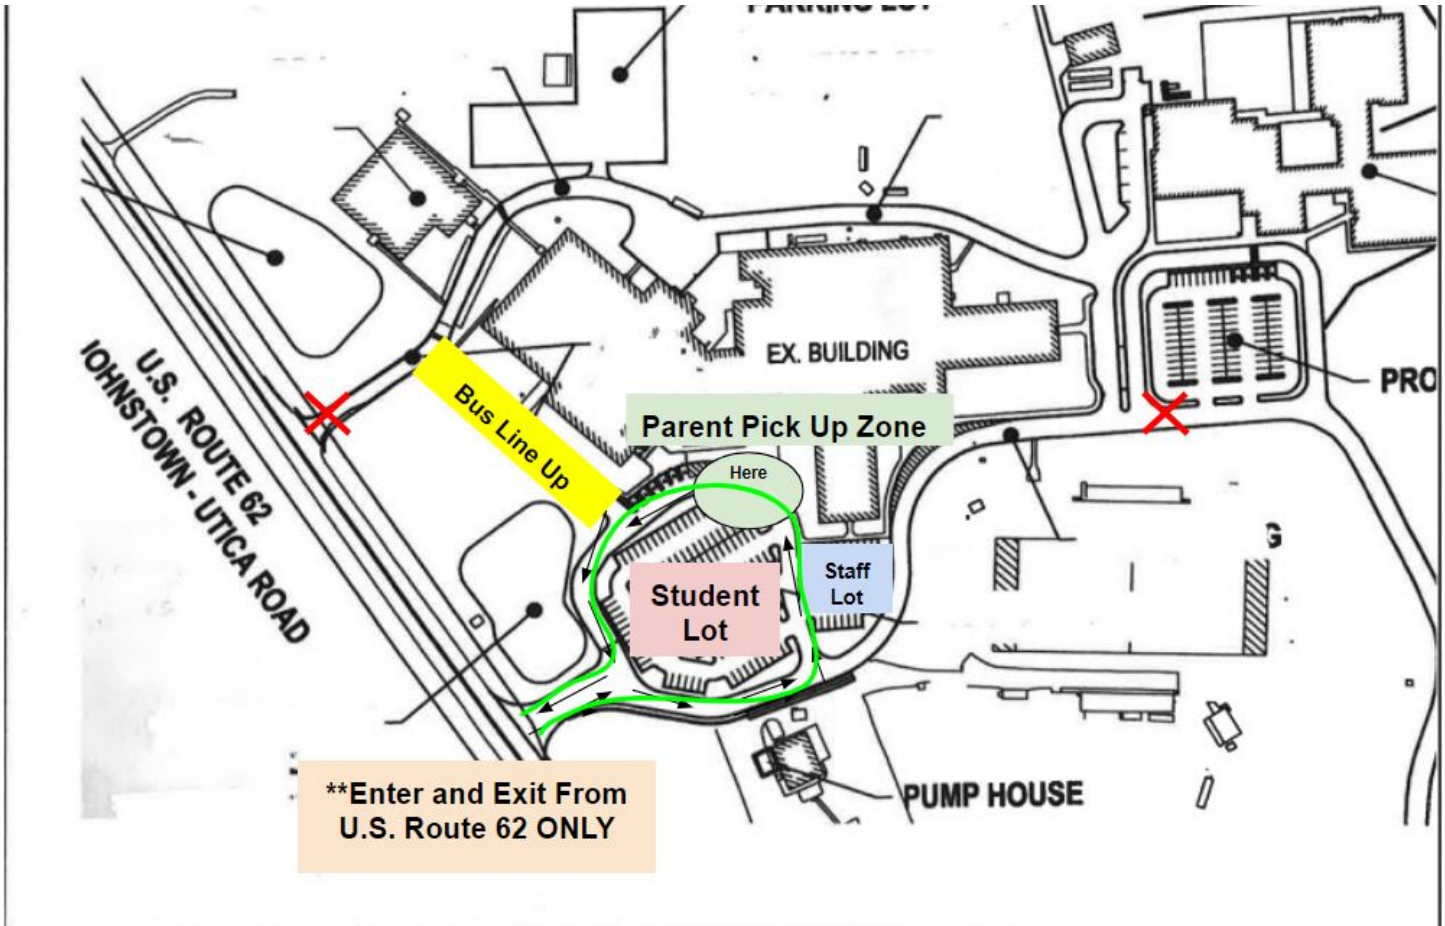 PARKING LOT
U.S. ROUTE 62
JOHNSTOWN - UTICA ROAD
Bus Line Up
EX. BUILDING
Parent Pick Up Zone
Here
PRO
Student
Lot
Staff
Lot
G
**Enter and Exit From
U.S. Route 62 ONLY
PUMP HOUSE